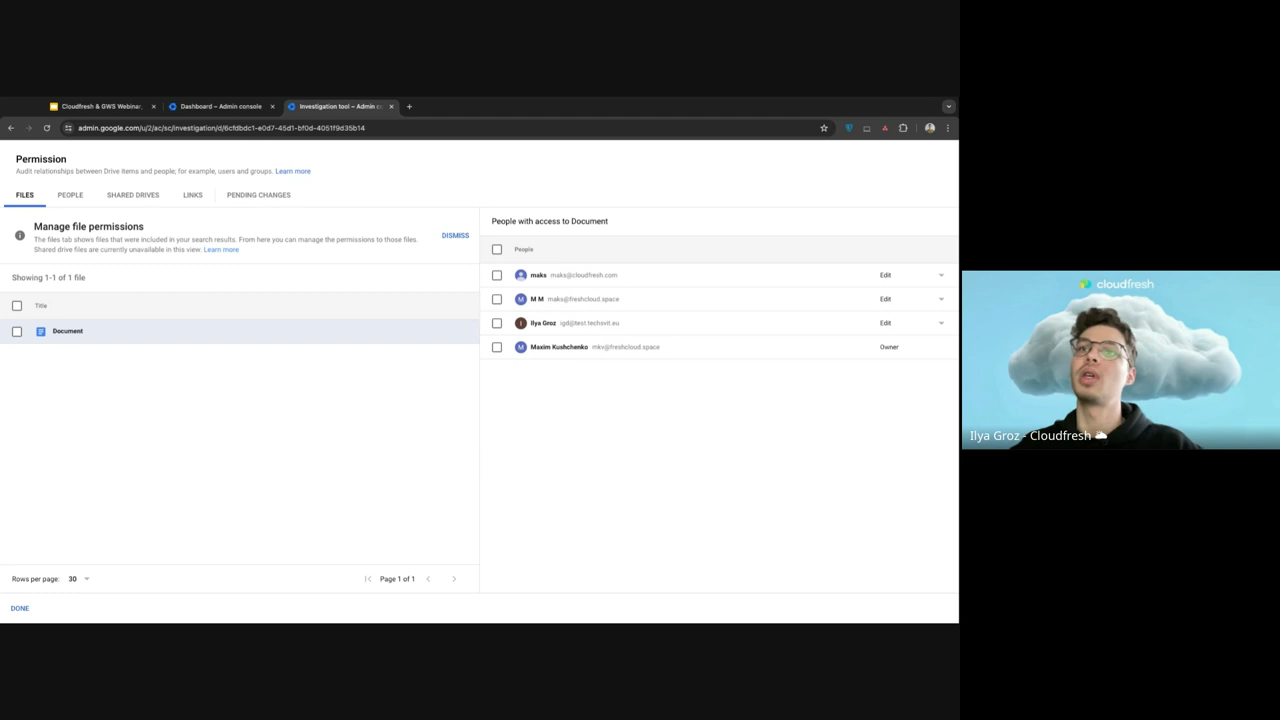 Cloudfresh & GWS Webinar,
Dashboard – Admin console
Investigation tool – Admin co
admin.google.com/u/2/ac/sc/investigation/d/6cfdbdc1-e0d7-45d1-bf0d-4051f9d35b14
Permission
Audit relationships between Drive items and people; for example, users and groups. Learn more
FILES PEOPLE SHARED DRIVES LINKS PENDING CHANGES
Manage file permissions
The files tab shows files that were included in your search results. From here you can manage the permissions to those files.
Shared drive files are currently unavailable in this view. Learn more
DISMISS
Showing 1-1 of 1 file
Title
Document
Rows per page: 30
Page 1 of 1
DONE
People with access to Document
People
maks maks@cloudfresh.com Edit
M M M maks@freshcloud.space Edit
I Ilya Groz igd@test.techsvit.eu Edit
M Maxim Kushchenko mkv@freshcloud.space Owner
cloudfresh
Ilya Groz - Cloudfresh